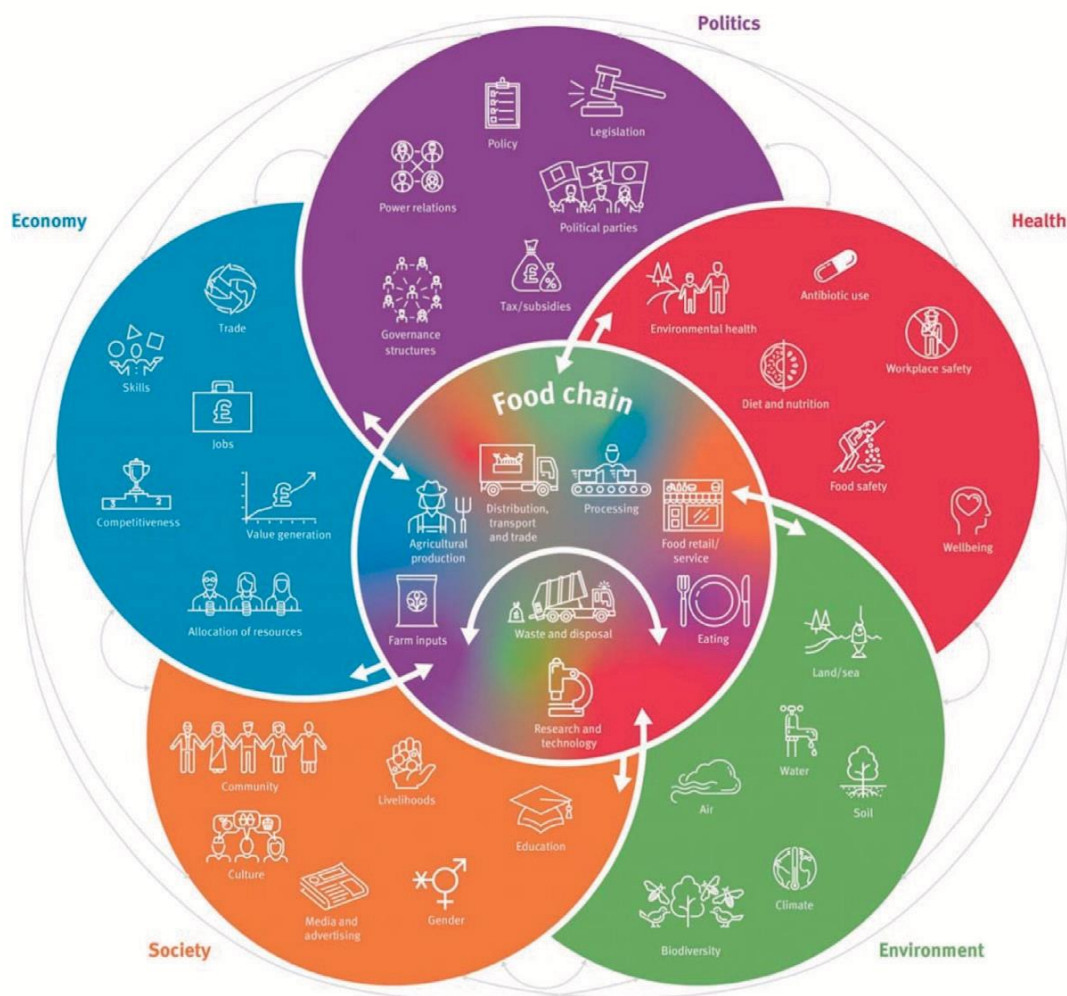 Politics
Policy
Legislation
Power relations
Political parties
Tax/subsidies
Governance
structures
Economy
Trade
Skills
Jobs
Competitiveness
Value generation
Allocation of resources
Health
Environmental health
Antibiotic use
Workplace safety
Diet and nutrition
Food safety
Wellbeing
Food chain
Agricultural
production
Distribution,
transport
and trade
Processing
Food retail/
service
Farm inputs
Waste and disposal
Eating
Research and
technology
Society
Community
Livelihoods
Education
Culture
Media and
advertising
Gender
Environment
Land/sea
Water
Soil
Air
Climate
Biodiversity
£
£
£
%
1
2
3